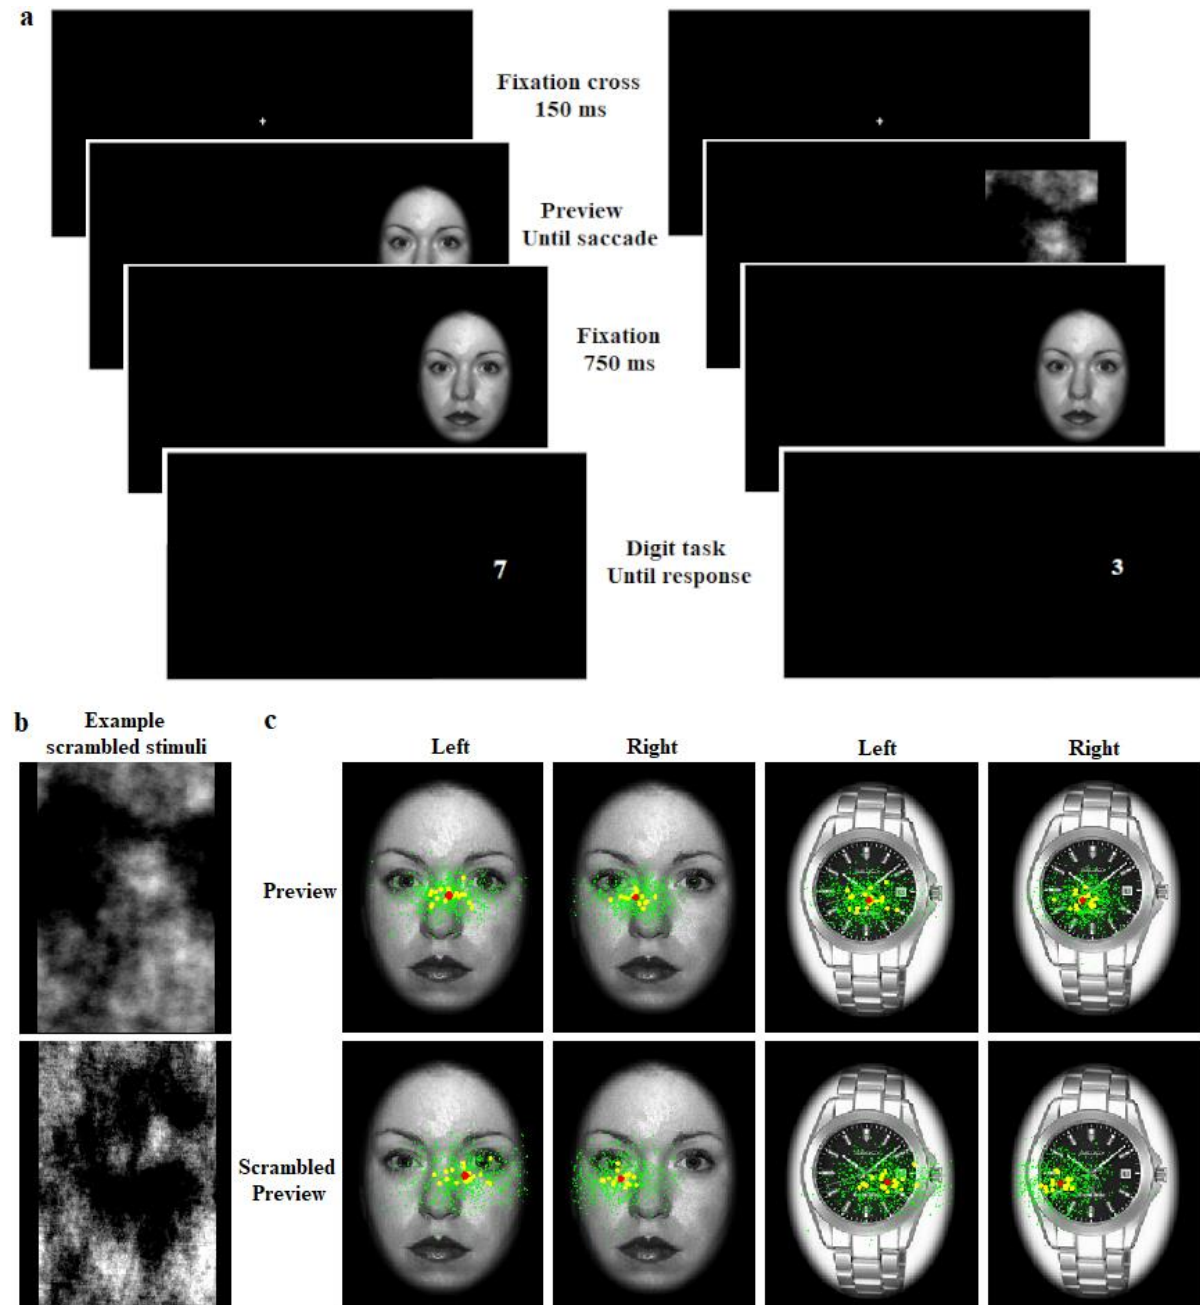 a
Fixation cross
150 ms
Preview
Until saccade
Fixation
750 ms
7
3
Digit task
Until response
b
Example
scrambled stimuli
c
Left
Right
Left
Right
Preview
Scrambled
Preview